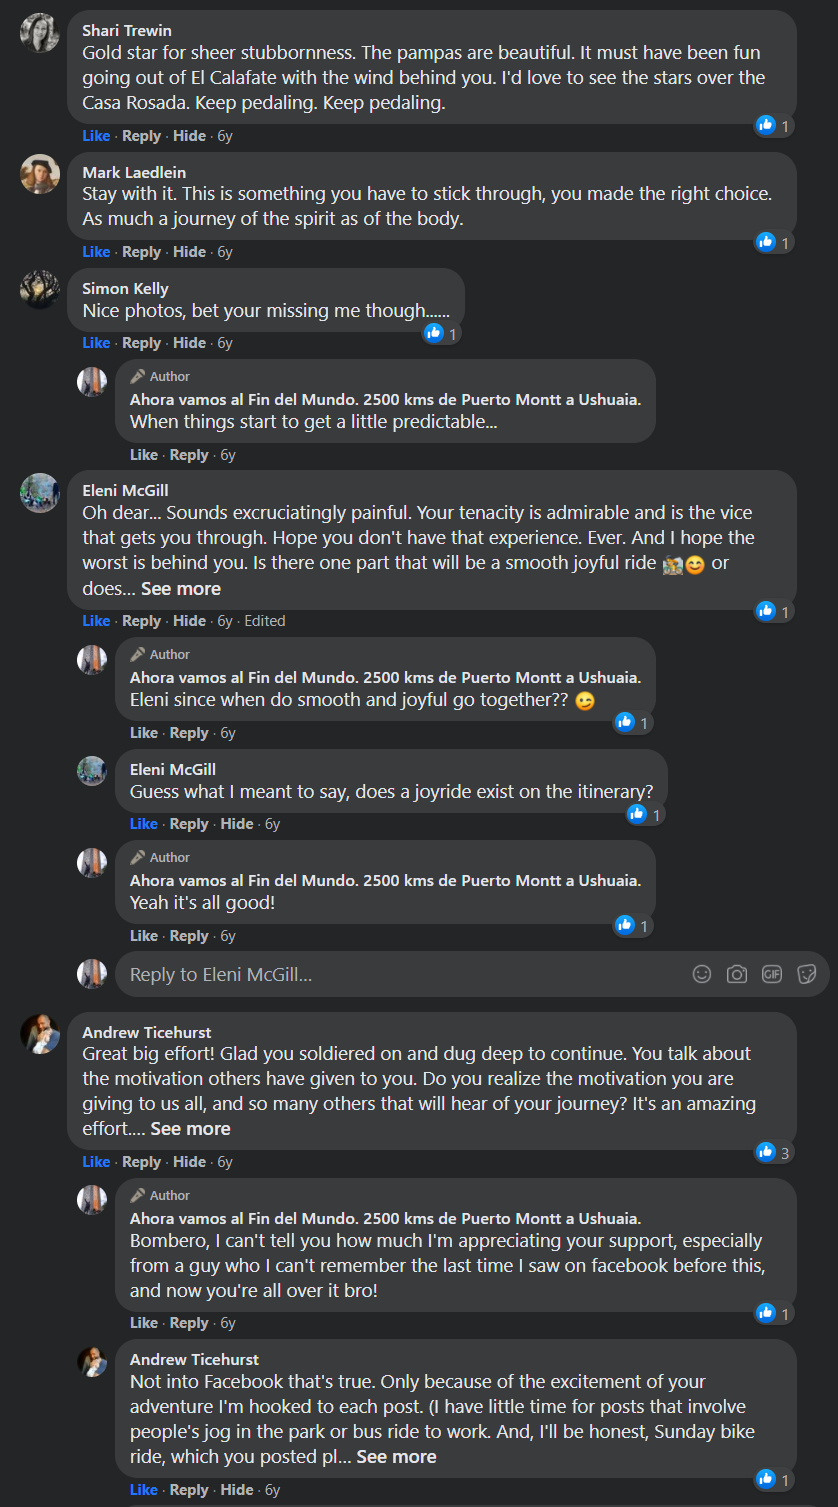 Shari Trewin
Gold star for sheer stubbornness. The pampas are beautiful. It must have been fun
going out of El Calafate with the wind behind you. I'd love to see the stars over the
Casa Rosada. Keep pedaling. Keep pedaling.
1
Like · Reply · Hide · 6y
Mark Laedlein
Stay with it. This is something you have to stick through, you made the right choice.
As much a journey of the spirit as of the body.
1
Like · Reply · Hide · 6y
Simon Kelly
Nice photos, bet your missing me though......
1
Like · Reply · Hide · 6y
Author
Ahora vamos al Fin del Mundo. 2500 kms de Puerto Montt a Ushuaia.
When things start to get a little predictable...
Like · Reply · 6y
Eleni McGill
Oh dear... Sounds excruciatingly painful. Your tenacity is admirable and is the vice
that gets you through. Hope you don't have that experience. Ever. And I hope the
worst is behind you. Is there one part that will be a smooth joyful ride 🚵😊 or
does... See more
1
Like · Reply · Hide · 6y · Edited
Author
Ahora vamos al Fin del Mundo. 2500 kms de Puerto Montt a Ushuaia.
Eleni since when do smooth and joyful go together?? 😉
1
Like · Reply · 6y
Eleni McGill
Guess what I meant to say, does a joyride exist on the itinerary?
1
Like · Reply · Hide · 6y
Author
Ahora vamos al Fin del Mundo. 2500 kms de Puerto Montt a Ushuaia.
Yeah it's all good!
1
Like · Reply · 6y
Reply to Eleni McGill...
GIF
Andrew Ticehurst
Great big effort! Glad you soldiered on and dug deep to continue. You talk about
the motivation others have given to you. Do you realize the motivation you are
giving to us all, and so many others that will hear of your journey? It's an amazing
effort.... See more
3
Like · Reply · Hide · 6y
Author
Ahora vamos al Fin del Mundo. 2500 kms de Puerto Montt a Ushuaia.
Bombero, I can't tell you how much I'm appreciating your support, especially
from a guy who I can't remember the last time I saw on facebook before this,
and now you're all over it bro!
1
Like · Reply · 6y
Andrew Ticehurst
Not into Facebook that's true. Only because of the excitement of your
adventure I'm hooked to each post. (I have little time for posts that involve
people's jog in the park or bus ride to work. And, I'll be honest, Sunday bike
ride, which you posted pl... See more
1
Like · Reply · Hide · 6y